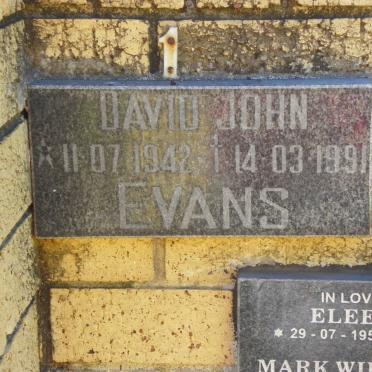 1
DAVID JOHN
* 11·07·1942 † 14·03·1991
EVANS
IN LOV
ELEE
* 29 - 07 - 195
MARK WI